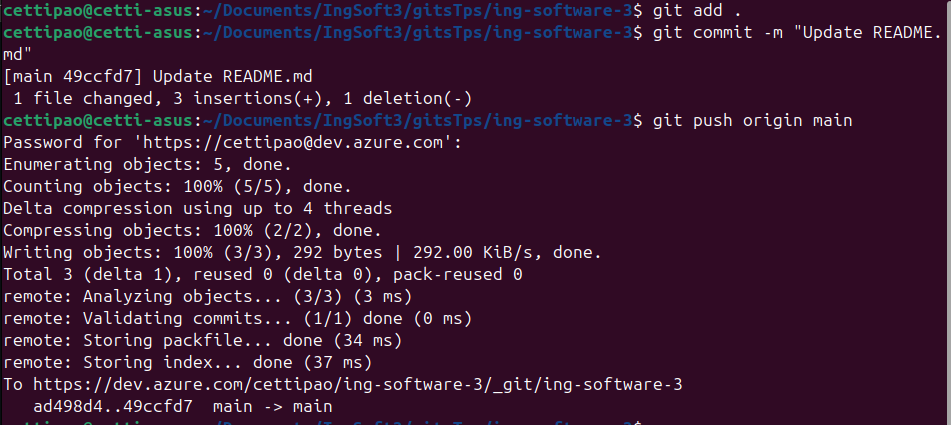 cettipao@cetti-asus:~/Documents/IngSoft3/gitsTps/ing-software-3$ git add .
cettipao@cetti-asus:~/Documents/IngSoft3/gitsTps/ing-software-3$ git commit -m "Update README.
md"
[main 49ccfd7] Update README.md
 1 file changed, 3 insertions(+), 1 deletion(-)
cettipao@cetti-asus:~/Documents/IngSoft3/gitsTps/ing-software-3$ git push origin main
Password for 'https://cettipao@dev.azure.com':
Enumerating objects: 5, done.
Counting objects: 100% (5/5), done.
Delta compression using up to 4 threads
Compressing objects: 100% (2/2), done.
Writing objects: 100% (3/3), 292 bytes | 292.00 KiB/s, done.
Total 3 (delta 1), reused 0 (delta 0), pack-reused 0
remote: Analyzing objects... (3/3) (3 ms)
remote: Validating commits... (1/1) done (0 ms)
remote: Storing packfile... done (34 ms)
remote: Storing index... done (37 ms)
To https://dev.azure.com/cettipao/ing-software-3/_git/ing-software-3
   ad498d4..49ccfd7  main -> main